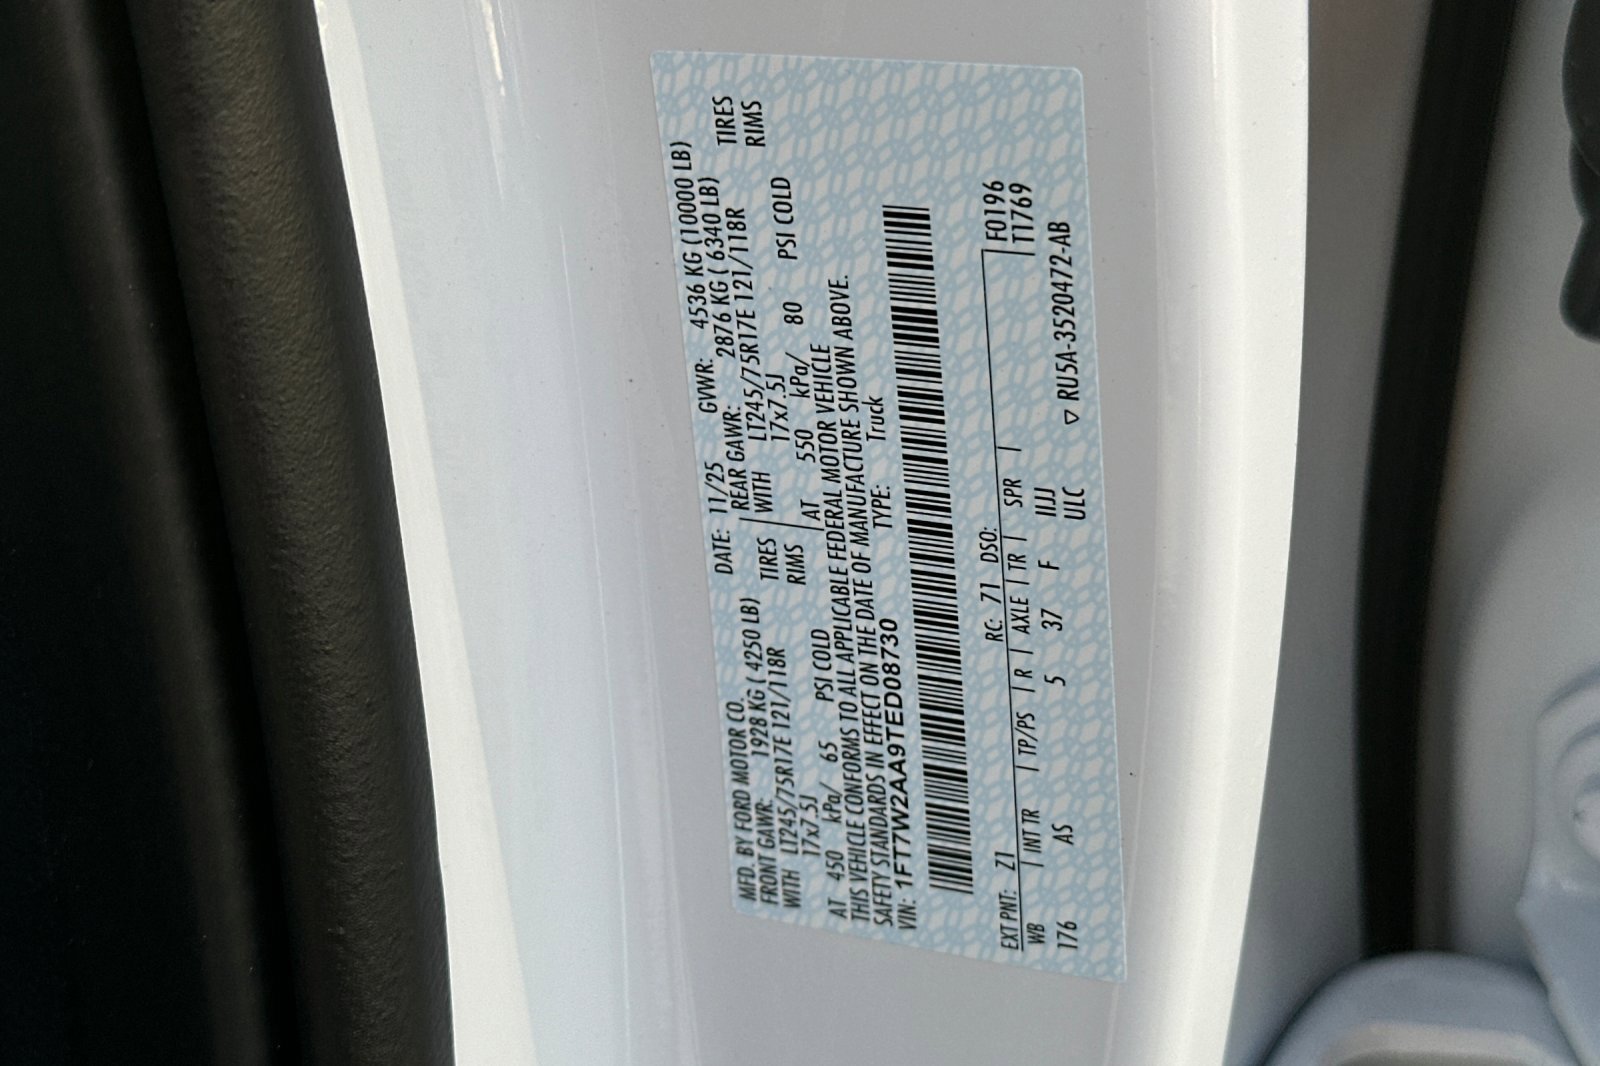 MFD. BY FORD MOTOR CO. DATE: 11/25 GVWR: 4536 KG (10000 LB)
FRONT GAWR: 1928 KG ( 4250 LB) REAR GAWR: 2876 KG ( 6340 LB)
WITH LT245/75R17E 121/118R TIRES WITH LT245/75R17E 121/118R TIRES
17x7.5J RIMS 17x7.5J RIMS
AT 450 kPa/ 65 PSI COLD AT 550 kPa/ 80 PSI COLD
THIS VEHICLE CONFORMS TO ALL APPLICABLE FEDERAL MOTOR VEHICLE
SAFETY STANDARDS IN EFFECT ON THE DATE OF MANUFACTURE SHOWN ABOVE.
VIN: 1FT7W2AA9TED08730 TYPE: Truck
EXT PNT: Z1 RC: 71 DSO: F0196
WB INT TR TP/PS R AXLE TR SPR T1769
176 AS 5 37 F IIJJ
ULC ▽ RU5A-3520472-AB